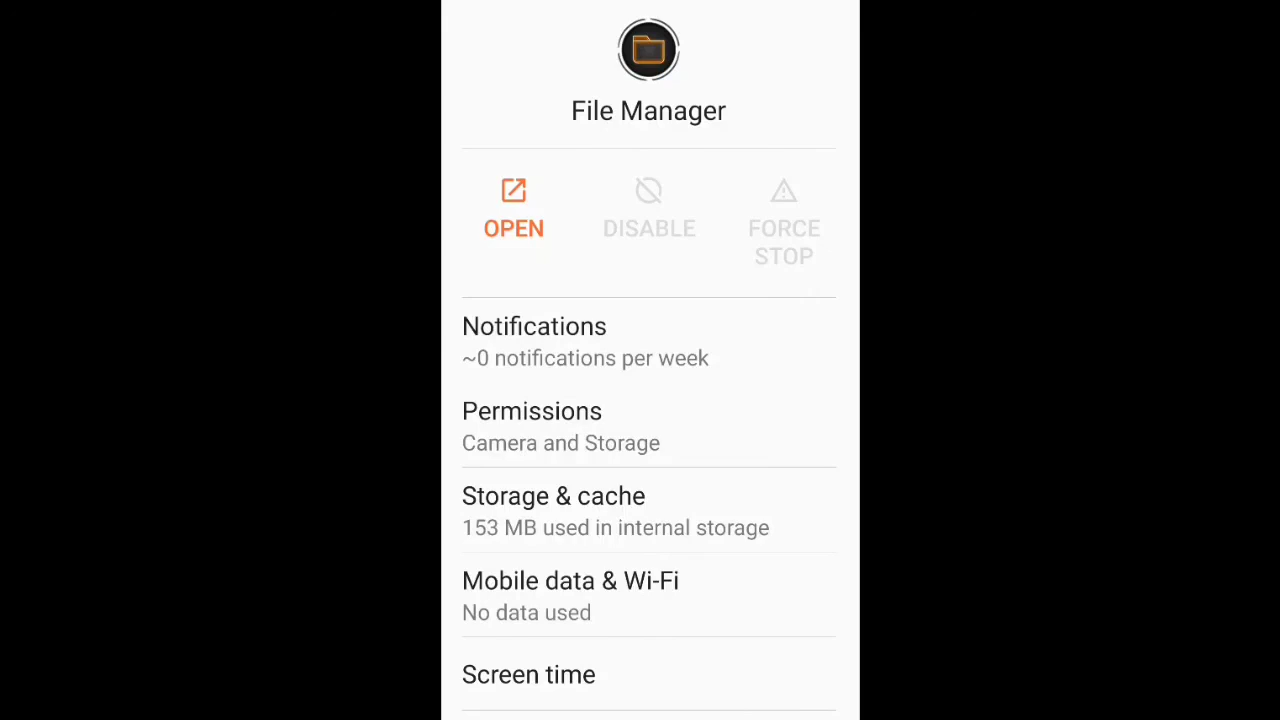 File Manager
OPEN
DISABLE
FORCE
STOP
Notifications
~0 notifications per week
Permissions
Camera and Storage
Storage & cache
153 MB used in internal storage
Mobile data & Wi-Fi
No data used
Screen time